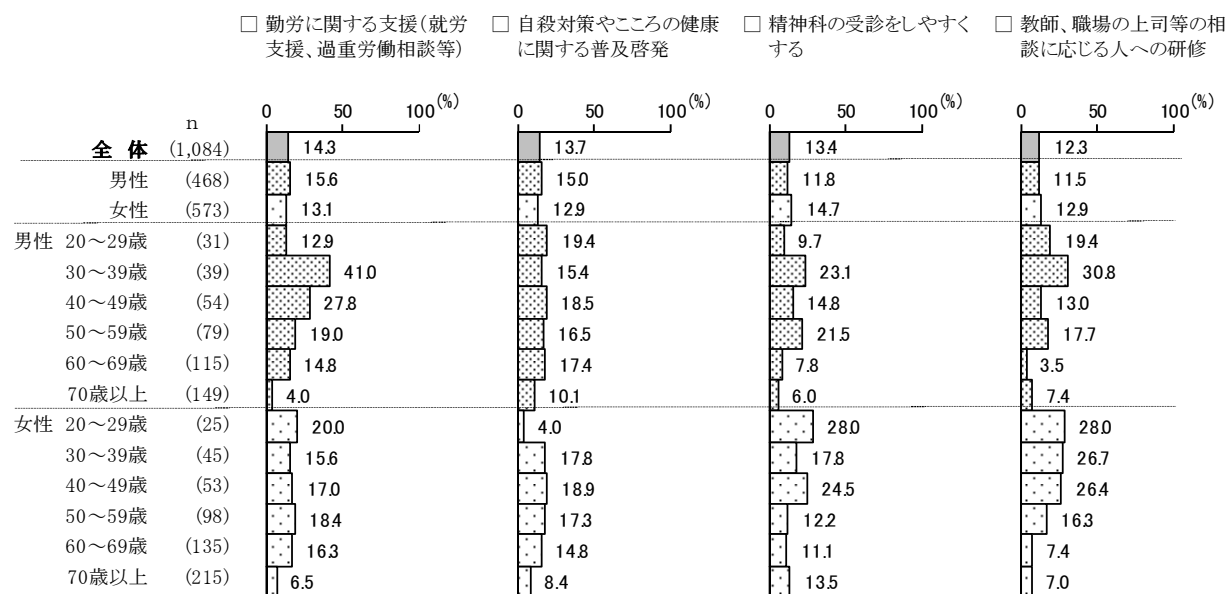 □ 勤労に関する支援（就労 □ 自殺対策やこころの健康 □ 精神科の受診をしやすく □ 教師、職場の上司等の相
支援、過重労働相談等） に関する普及啓発 する 談に応じる人への研修
0 50 100(%) 0 50 100(%) 0 50 100(%) 0 50 100(%)
n
全 体 (1,084) 14.3 13.7 13.4 12.3
男性 (468) 15.6 15.0 11.8 11.5
女性 (573) 13.1 12.9 14.7 12.9
男性 20～29歳 (31) 12.9 19.4 9.7 19.4
30～39歳 (39) 41.0 15.4 23.1 30.8
40～49歳 (54) 27.8 18.5 14.8 13.0
50～59歳 (79) 19.0 16.5 21.5 17.7
60～69歳 (115) 14.8 17.4 7.8 3.5
70歳以上 (149) 4.0 10.1 6.0 7.4
女性 20～29歳 (25) 20.0 4.0 28.0 28.0
30～39歳 (45) 15.6 17.8 17.8 26.7
40～49歳 (53) 17.0 18.9 24.5 26.4
50～59歳 (98) 18.4 17.3 12.2 16.3
60～69歳 (135) 16.3 14.8 11.1 7.4
70歳以上 (215) 6.5 8.4 13.5 7.0